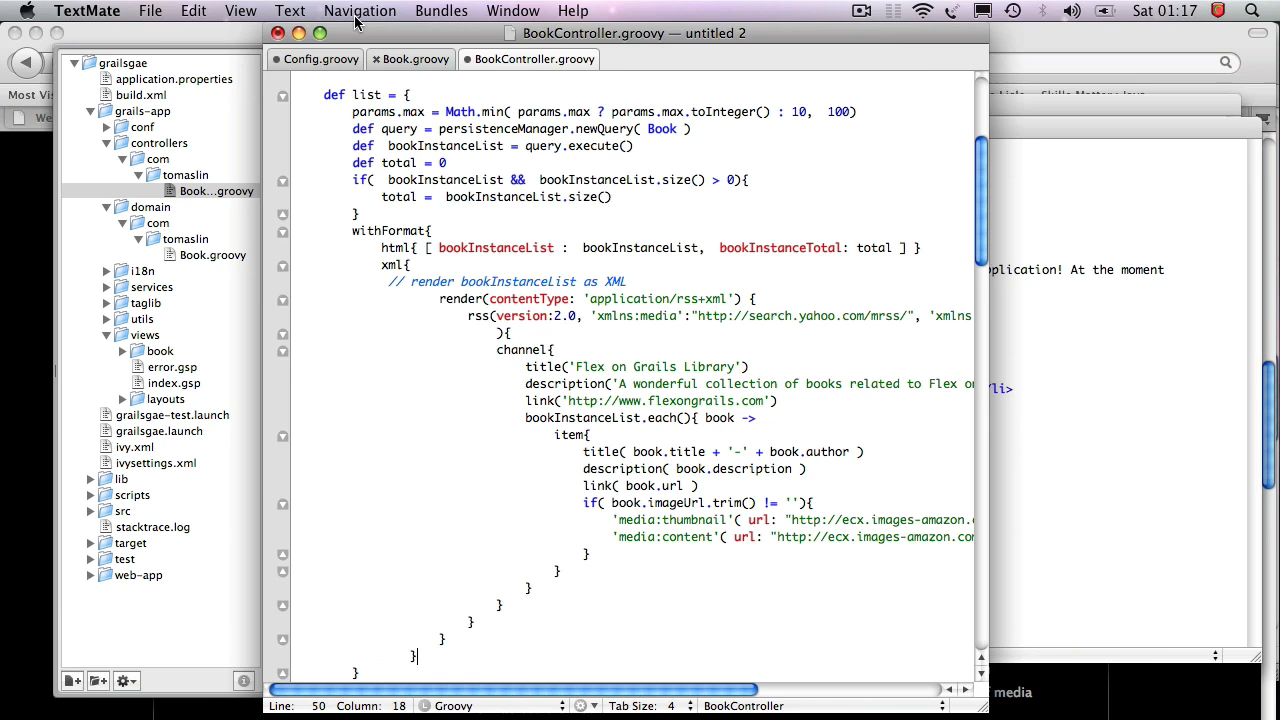 TextMate File Edit View Text Navigation Bundles Window Help Sat 01:17
BookController.groovy — untitled 2
Config.groovy Book.groovy BookController.groovy
Most Vis
We
grailsgae
application.properties
build.xml
grails-app
conf
controllers
com
tomaslin
Book...groovy
domain
com
tomaslin
Book.groovy
i18n
services
taglib
utils
views
book
error.gsp
index.gsp
layouts
grailsgae-test.launch
grailsgae.launch
ivy.xml
ivysettings.xml
lib
scripts
src
stacktrace.log
target
test
web-app
def list = {
params.max = Math.min( params.max ? params.max.toInteger() : 10, 100)
def query = persistenceManager.newQuery( Book )
def bookInstanceList = query.execute()
def total = 0
if( bookInstanceList && bookInstanceList.size() > 0){
total = bookInstanceList.size()
}
withFormat{
html{ [ bookInstanceList : bookInstanceList, bookInstanceTotal: total ] }
xml{
// render bookInstanceList as XML
render(contentType: 'application/rss+xml') {
rss(version:2.0, 'xmlns:media':"http://search.yahoo.com/mrss/", 'xmlns
){
channel{
title('Flex on Grails Library')
description('A wonderful collection of books related to Flex o
link('http://www.flexongrails.com')
bookInstanceList.each(){ book ->
item{
title( book.title + '-' + book.author )
description( book.description )
link( book.url )
if( book.imageUrl.trim() != ''){
'media:thumbnail'( url: "http://ecx.images-amazon.c
'media:content'( url: "http://ecx.images-amazon.co
}
}
}
}
}
}
}
}
pplication! At the moment
/li>
media
Line: 50 Column: 18 Groovy Tab Size: 4 BookController